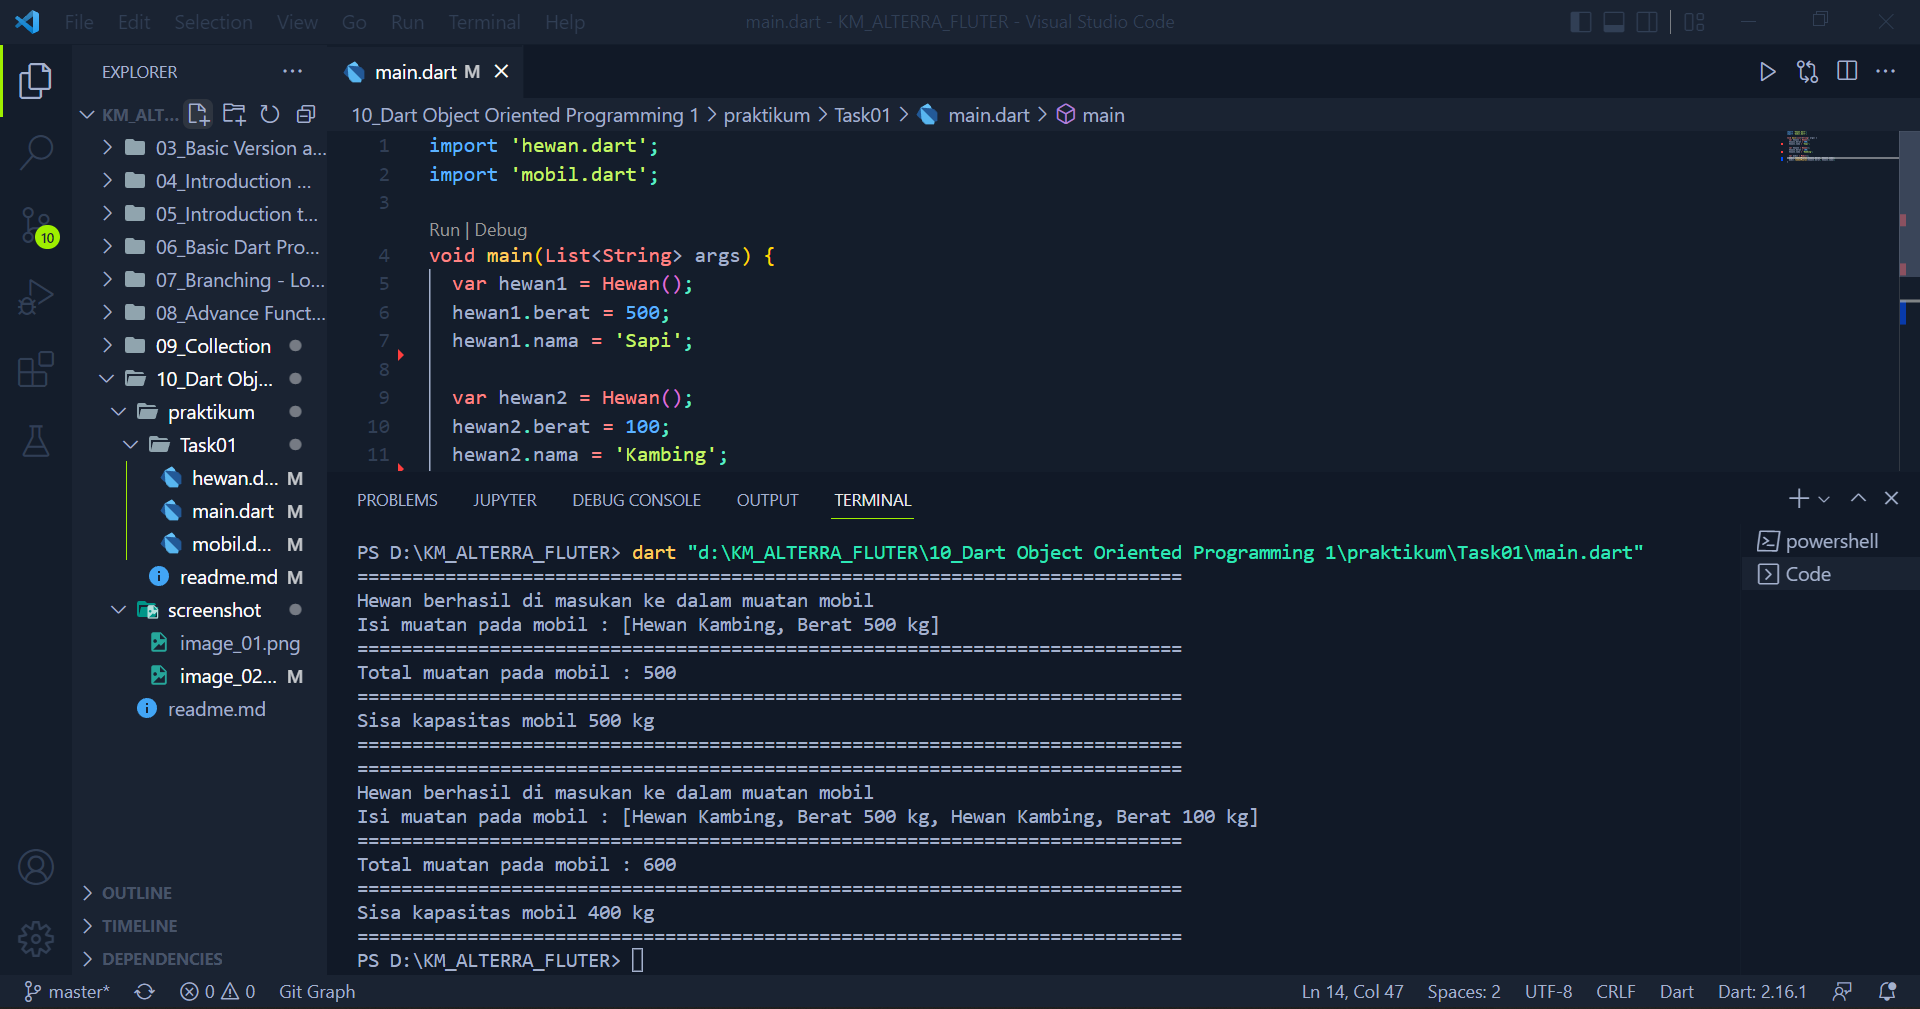 File Edit Selection View Go Run Terminal Help main.dart - KM_ALTERRA_FLUTER - Visual Studio Code
EXPLORER
KM_ALT...
03_Basic Version a...
04_Introduction ...
05_Introduction t...
06_Basic Dart Pro...
07_Branching - Lo...
08_Advance Funct...
09_Collection
10_Dart Obj...
praktikum
Task01
hewan.d... M
main.dart M
mobil.d... M
readme.md M
screenshot
image_01.png
image_02... M
readme.md
OUTLINE
TIMELINE
DEPENDENCIES
10
main.dart M
10_Dart Object Oriented Programming 1 > praktikum > Task01 > main.dart > main
1 import 'hewan.dart';
2 import 'mobil.dart';
3
Run | Debug
4 void main(List<String> args) {
5 var hewan1 = Hewan();
6 hewan1.berat = 500;
7 hewan1.nama = 'Sapi';
8
9 var hewan2 = Hewan();
10 hewan2.berat = 100;
11 hewan2.nama = 'Kambing';
PROBLEMS JUPYTER DEBUG CONSOLE OUTPUT TERMINAL
PS D:\KM_ALTERRA_FLUTER> dart "d:\KM_ALTERRA_FLUTER\10_Dart Object Oriented Programming 1\praktikum\Task01\main.dart"
===========================================================================
Hewan berhasil di masukan ke dalam muatan mobil
Isi muatan pada mobil : [Hewan Kambing, Berat 500 kg]
===========================================================================
Total muatan pada mobil : 500
===========================================================================
Sisa kapasitas mobil 500 kg
===========================================================================
===========================================================================
Hewan berhasil di masukan ke dalam muatan mobil
Isi muatan pada mobil : [Hewan Kambing, Berat 500 kg, Hewan Kambing, Berat 100 kg]
===========================================================================
Total muatan pada mobil : 600
===========================================================================
Sisa kapasitas mobil 400 kg
===========================================================================
PS D:\KM_ALTERRA_FLUTER>
powershell
Code
master* 0 0 Git Graph Ln 14, Col 47 Spaces: 2 UTF-8 CRLF Dart Dart: 2.16.1